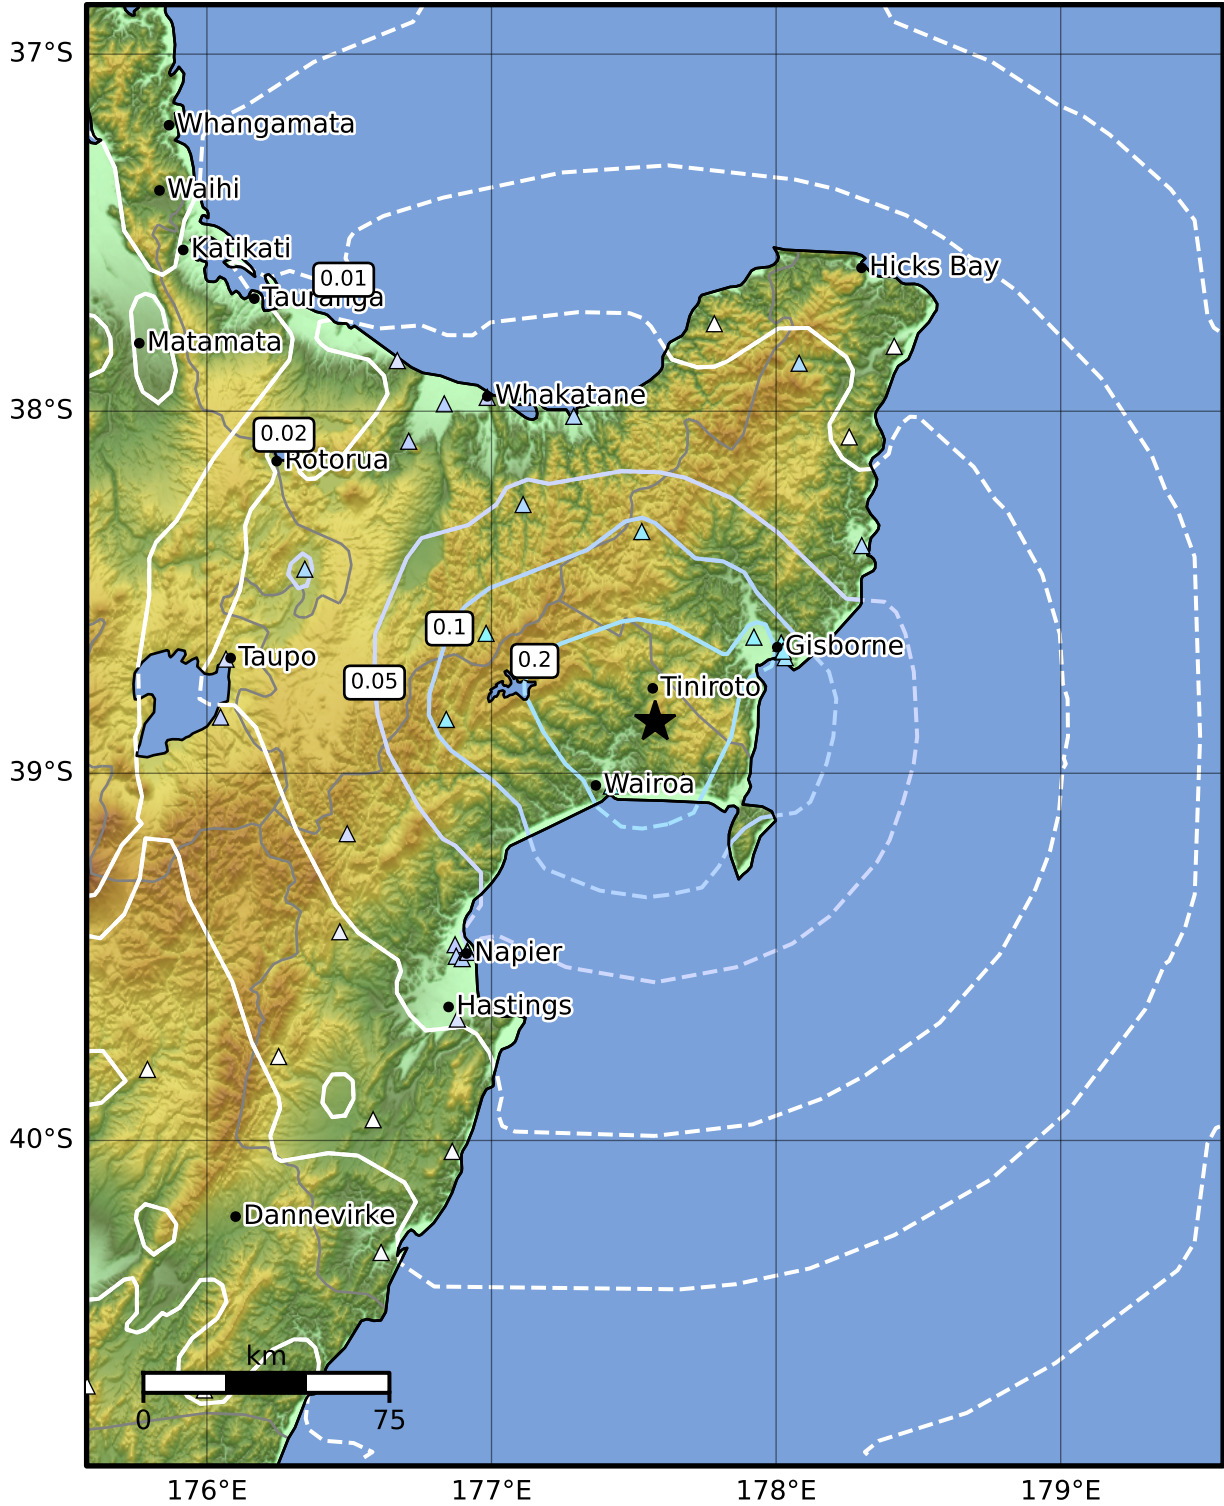 37°S
Whangamata
Waihi
Katikati
Hicks Bay
0.01
Tauranga
Matamata
Whakatane
38°S
0.02
Rotorua
0.1
Gisborne
Taupo
0.2
0.05
Tiniroto
39°S
Wairoa
Napier
Hastings
40°S
Dannevirke
km
0 75
176°E 177°E 178°E 179°E